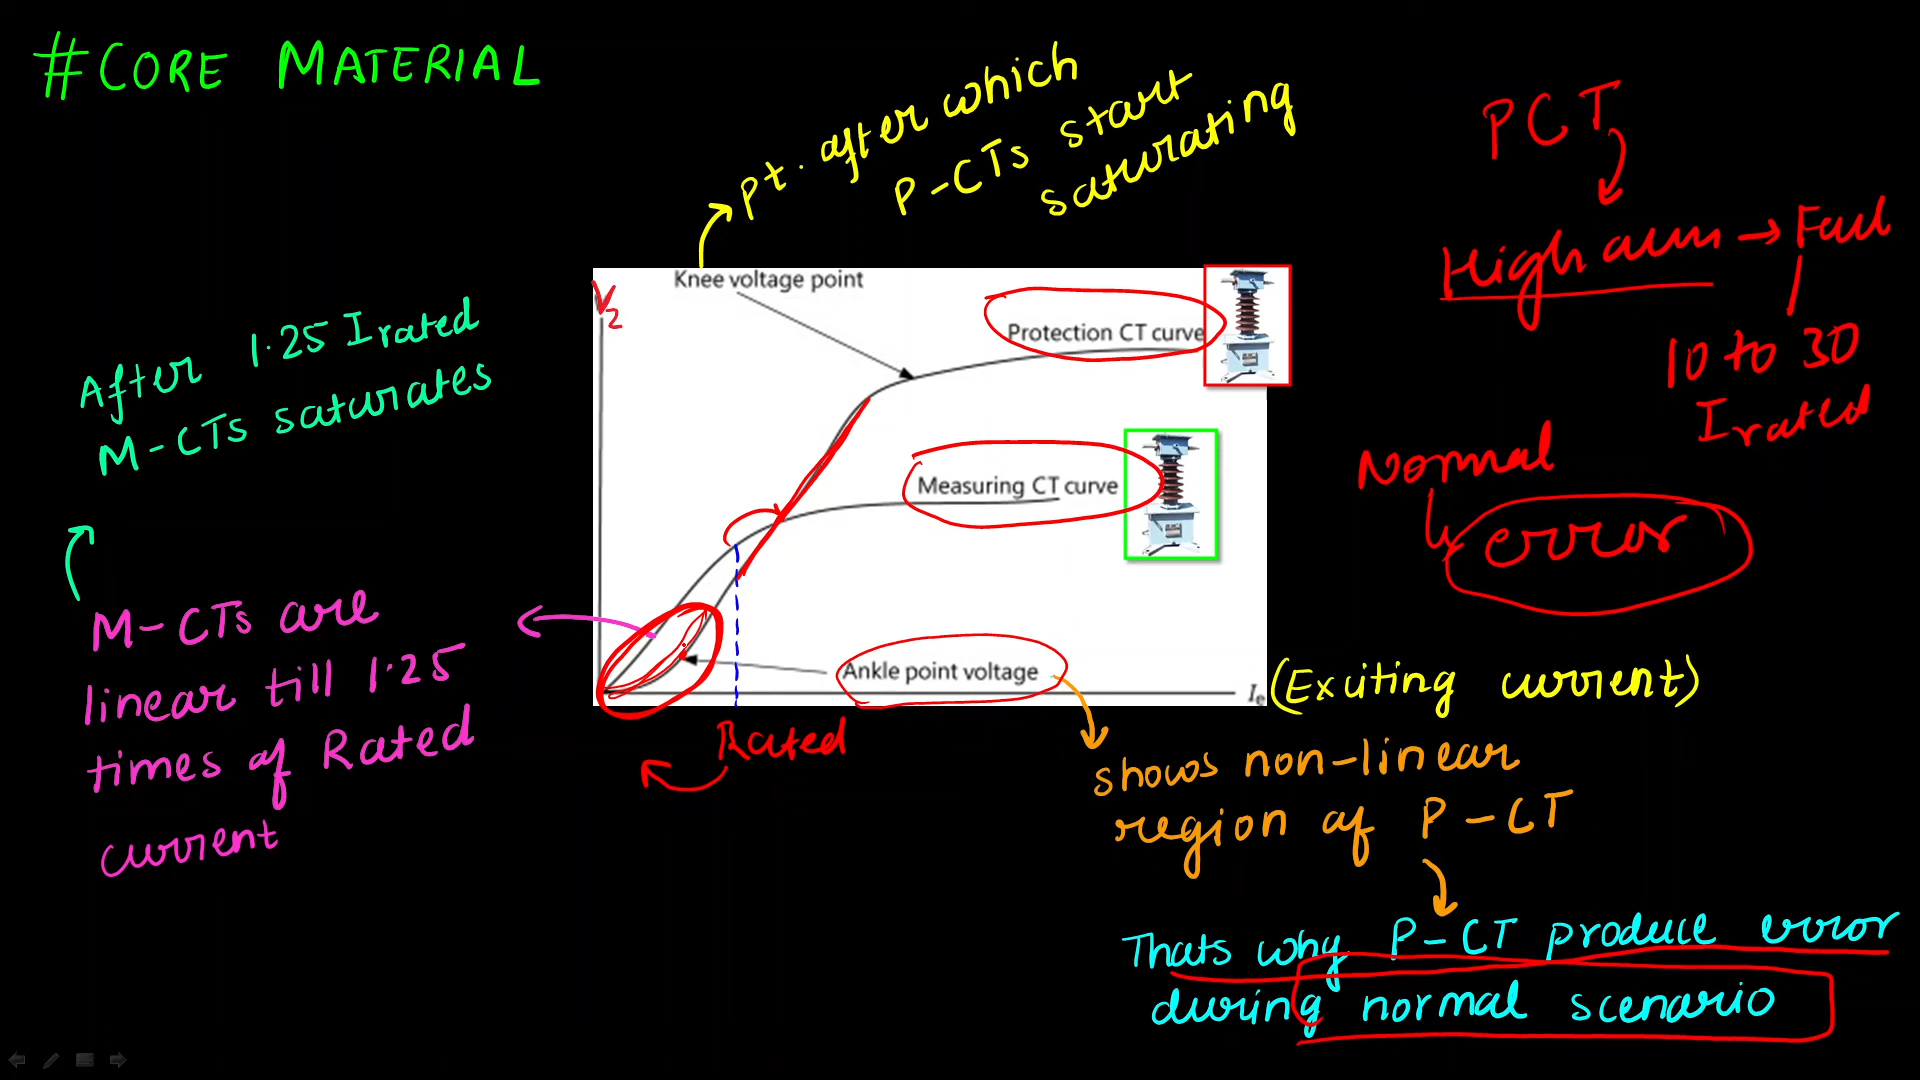 #CORE MATERIAL
Pt. after which
P-CTs start
saturating
PCT
High curr → Faul
10 to 30
Irated
Normal
error
After 1.25 Irated
M-CTs saturates
M-CTs are
linear till 1.25
times of Rated
current
V2
Knee voltage point
Protection CT curve
Measuring CT curve
Ankle point voltage
Ie
(Exiting current)
Rated
shows non-linear
region of P-CT
Thats why P-CT produce error
during normal scenario